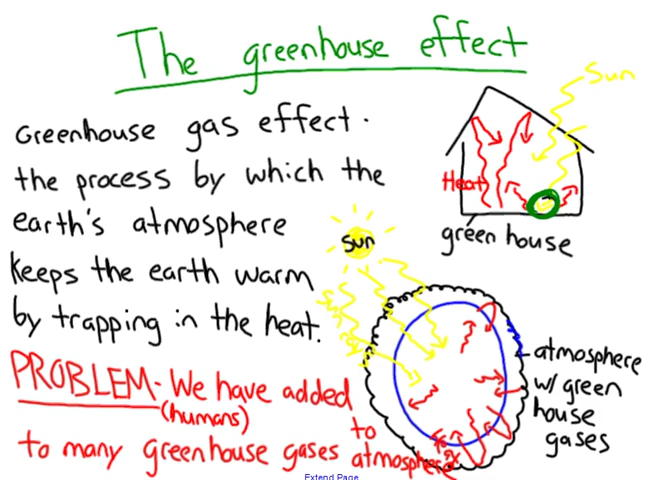 The greenhouse effect
Greenhouse gas effect.
the process by which the
earth's atmosphere
keeps the earth warm
by trapping in the heat.
PROBLEM- We have added
(humans)
to
to many greenhouse gases atmosphere
Sun
Heat
green house
Sun
atmosphere
w/ green
house
gases
Extend Page